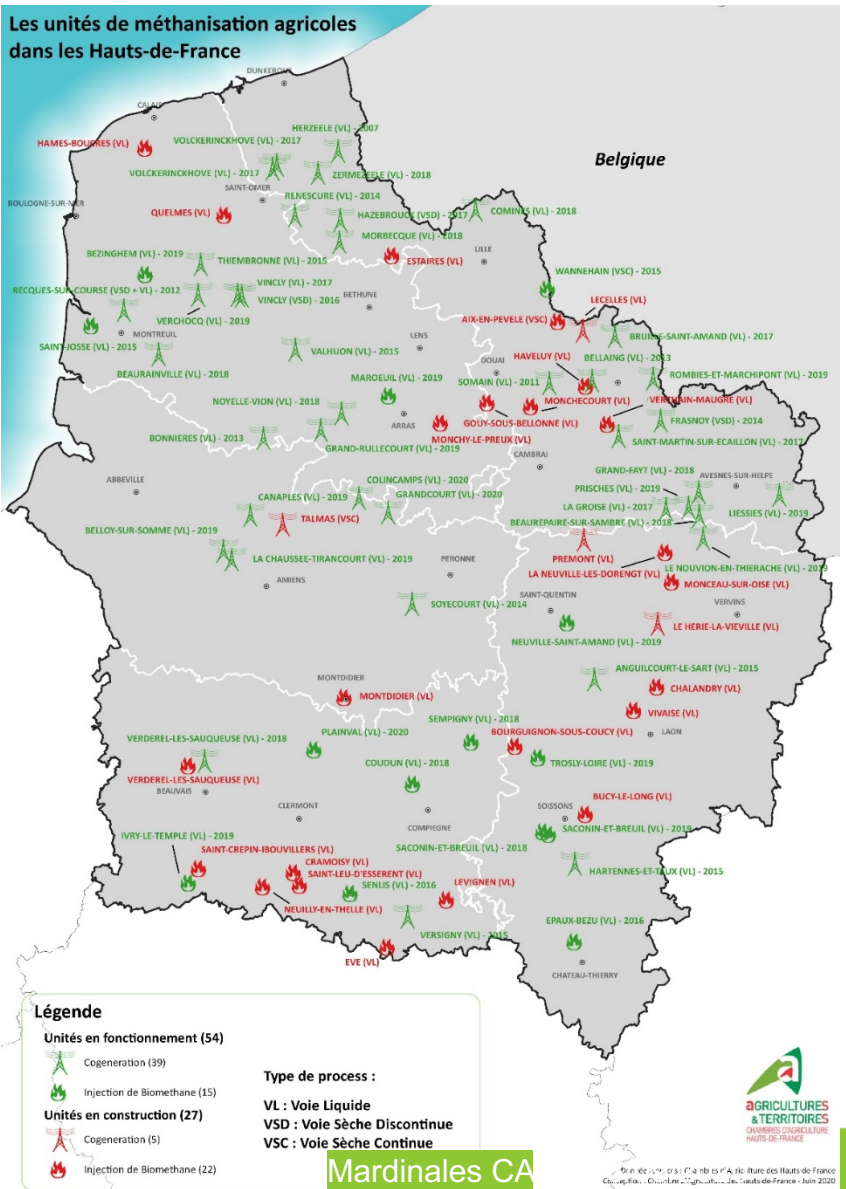 Les unités de méthanisation agricoles
dans les Hauts-de-France
DUNKERQUE
CALAIS
HERZEELE (VL) - 2007
HAMES-BOUCRES (VL)
VOLCKERINCKHOVE (VL) - 2017
Belgique
VOLCKERINCKHOVE (VL) - 2017
ZERMEZEELE (VL) - 2018
SAINT-OMER
RENESCURE (VL) - 2014
BOULOGNE-SUR-MER
QUELMES (VL)
HAZEBROUCK (VSD) - 2017
COMINES (VL) - 2018
MORBECQUE (VL) - 2018
LILLE
BEZINGHEM (VL) - 2019
THIEMBRONNE (VL) - 2015
ESTAIRES (VL)
WANNEHAIN (VSC) - 2015
RECQUES-SUR-COURSE (VSD + VL) - 2012
VINCLY (VL) - 2017
VINCLY (VSD) - 2016
BETHUNE
LECELLES (VL)
VERCHOCQ (VL) - 2019
AIX-EN-PEVELE (VSC)
MONTREUIL
SAINT-JOSSE (VL) - 2015
LENS
BRUILLE-SAINT-AMAND (VL) - 2017
VALHUON (VL) - 2015
HAVELUY (VL)
DOUAI
BELLAING (VL) - 2013
BEAURAINVILLE (VL) - 2018
MAROEUIL (VL) - 2019
SOMAIN (VL) - 2011
ROMBIES-ET-MARCHIPONT (VL) - 2019
NOYELLE-VION (VL) - 2018
MONCHECOURT (VL)
VERCHAIN-MAUGRE (VL)
ARRAS
GOUY-SOUS-BELLONNE (VL)
FRASNOY (VSD) - 2014
BONNIERES (VL) - 2013
MONCHY-LE-PREUX (VL)
SAINT-MARTIN-SUR-ECAILLON (VL) - 2017
GRAND-RULLECOURT (VL) - 2019
CAMBRAI
GRAND-FAYT (VL) - 2018
ABBEVILLE
COLINCAMPS (VL) - 2020
PRISCHES (VL) - 2019
AVESNES-SUR-HELPE
CANAPLES (VL) - 2019
GRANDCOURT (VL) - 2020
LA GROISE (VL) - 2017
LIESSIES (VL) - 2019
TALMAS (VSC)
BEAUREPAIRE-SUR-SAMBRE (VL) - 2018
BELLOY-SUR-SOMME (VL) - 2019
LA CHAUSSEE-TIRANCOURT (VL) - 2019
PREMONT (VL)
LE NOUVION-EN-THIERACHE (VL) - 2019
PERONNE
LA NEUVILLE-LES-DORENGT (VL)
AMIENS
MONCEAU-SUR-OISE (VL)
SOYECOURT (VL) - 2014
SAINT-QUENTIN
VERVINS
LE HERIE-LA-VIEVILLE (VL)
NEUVILLE-SAINT-AMAND (VL) - 2019
ANGUILCOURT-LE-SART (VL) - 2015
MONTDIDIER
CHALANDRY (VL)
MONTDIDIER (VL)
VIVAISE (VL)
SEMPIGNY (VL) - 2018
BOURGUIGNON-SOUS-COUCY (VL)
LAON
VERDEREL-LES-SAUQUEUSE (VL) - 2018
PLAINVAL (VL) - 2020
TROSLY-LOIRE (VL) - 2019
COUDUN (VL) - 2018
VERDEREL-LES-SAUQUEUSE (VL)
BEAUVAIS
BUCY-LE-LONG (VL)
CLERMONT
SOISSONS
COMPIEGNE
SACONIN-ET-BREUIL (VL) - 2019
IVRY-LE-TEMPLE (VL) - 2019
SAINT-CREPIN-IBOUVILLERS (VL)
SACONIN-ET-BREUIL (VL) - 2018
CRAMOISY (VL)
SAINT-LEU-D'ESSERENT (VL)
HARTENNES-ET-TAUX (VL) - 2015
SENLIS (VL) - 2016
LEVIGNEN (VL)
NEUILLY-EN-THELLE (VL)
EPAUX-BEZU (VL) - 2016
VERSIGNY (VL) - 2015
EVE (VL)
CHATEAU-THIERRY
Légende
Unités en fonctionnement (54)
Cogeneration (39)
Injection de Biomethane (15)
Unités en construction (27)
Cogeneration (5)
Injection de Biomethane (22)
Type de process :
VL : Voie Liquide
VSD : Voie Sèche Discontinue
VSC : Voie Sèche Continue
AGRICULTURES
& TERRITOIRES
CHAMBRES D'AGRICULTURE
HAUTS-DE-FRANCE
Mardinales CA
Chambres d'Agriculture des Hauts-de-France
Conception : Chambre d'Agriculture des Hauts-de-France - Juin 2020